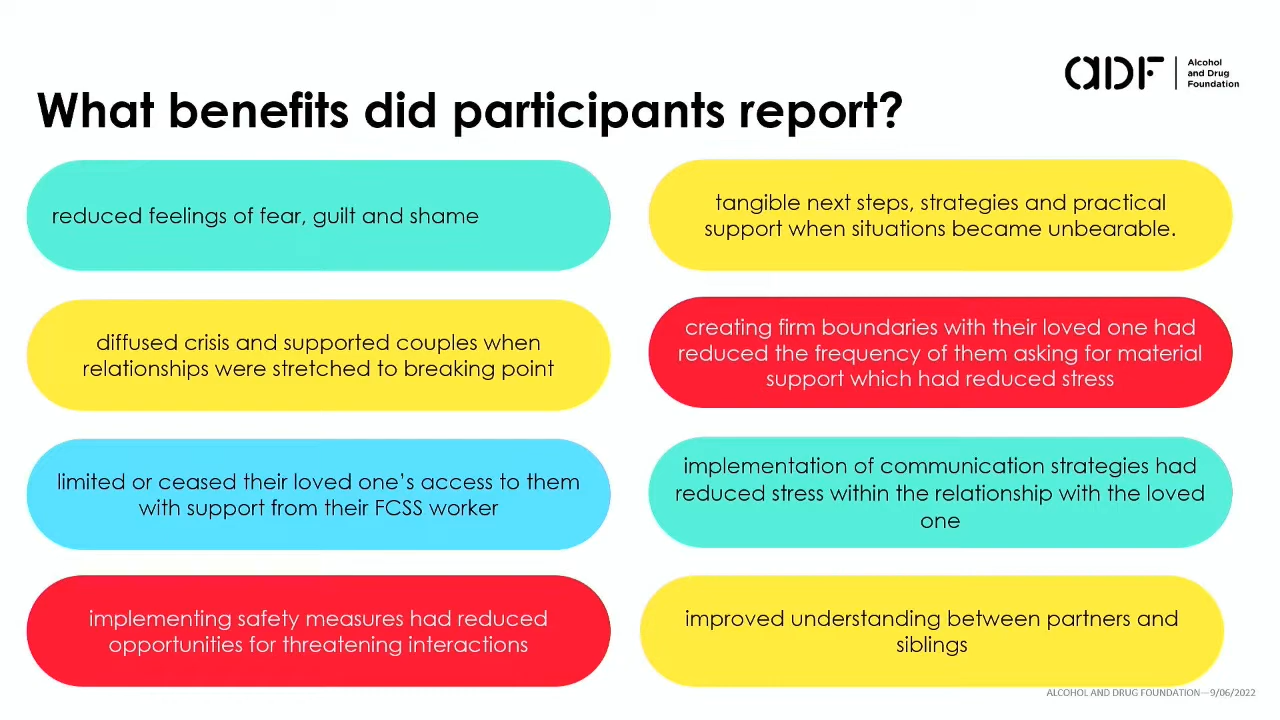 aDF
Alcohol
and Drug
Foundation
What benefits did participants report?
reduced feelings of fear, guilt and shame
tangible next steps, strategies and practical
support when situations became unbearable.
diffused crisis and supported couples when
relationships were stretched to breaking point
creating firm boundaries with their loved one had
reduced the frequency of them asking for material
support which had reduced stress
limited or ceased their loved one’s access to them
with support from their FCSS worker
implementation of communication strategies had
reduced stress within the relationship with the loved
one
implementing safety measures had reduced
opportunities for threatening interactions
improved understanding between partners and
siblings
ALCOHOL AND DRUG FOUNDATION—9/06/2022